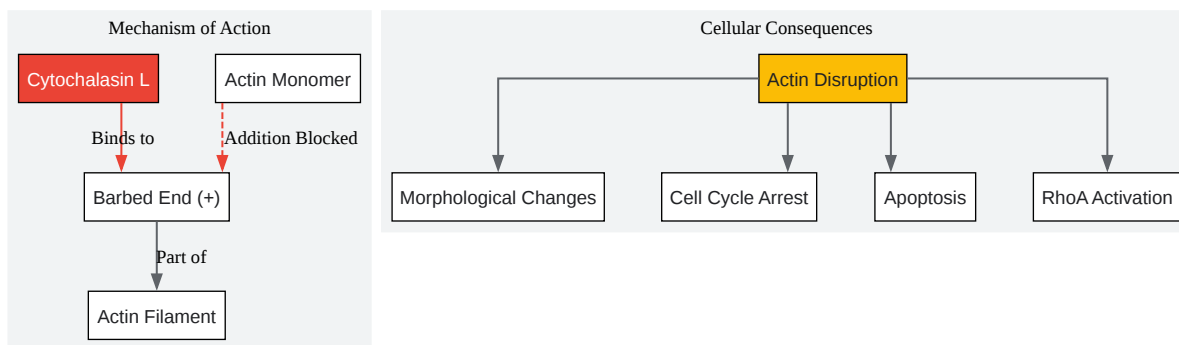 Mechanism of Action
Cytochalasin L
Actin Monomer
Binds to
Addition Blocked
Barbed End (+)
Part of
Actin Filament
Cellular Consequences
Actin Disruption
Morphological Changes
Cell Cycle Arrest
Apoptosis
RhoA Activation